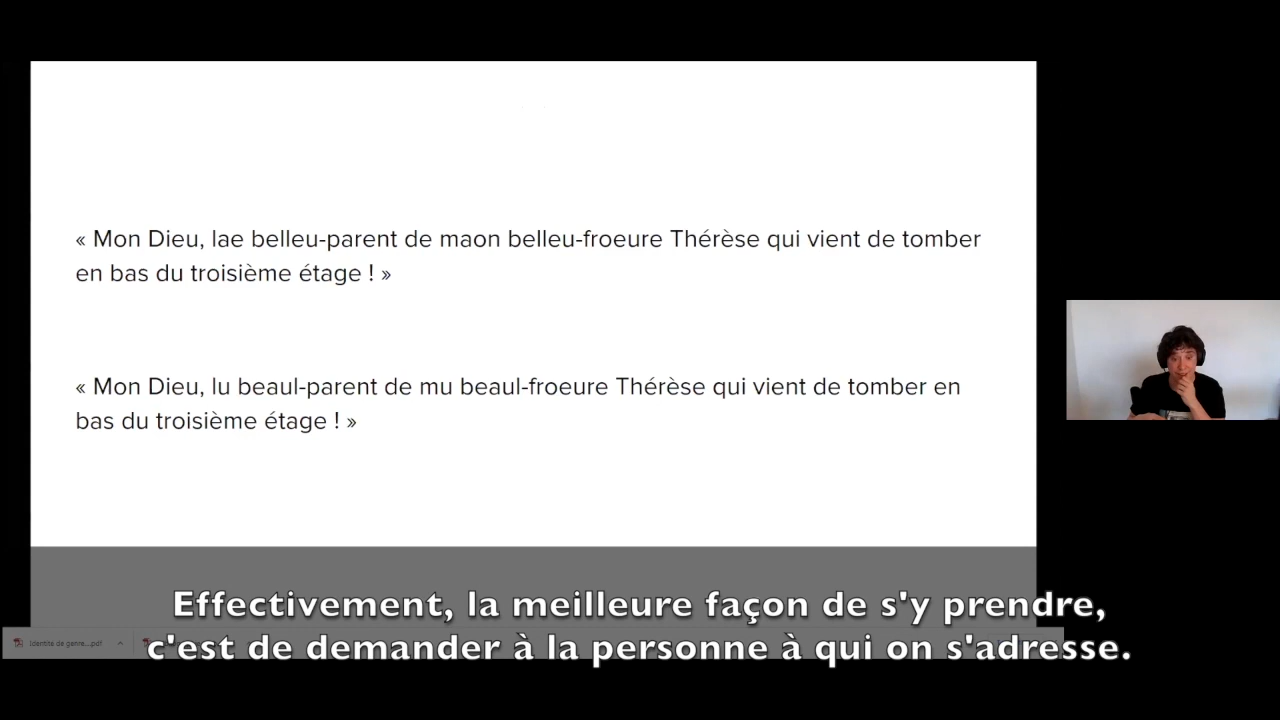 « Mon Dieu, lae belleu-parent de maon belleu-froeure Thérèse qui vient de tomber
en bas du troisième étage ! »
« Mon Dieu, lu beaul-parent de mu beaul-froeure Thérèse qui vient de tomber en
bas du troisième étage ! »
Effectivement, la meilleure façon de s'y prendre,
Identité de genre....pdf
c'est de demander à la personne à qui on s'adresse.